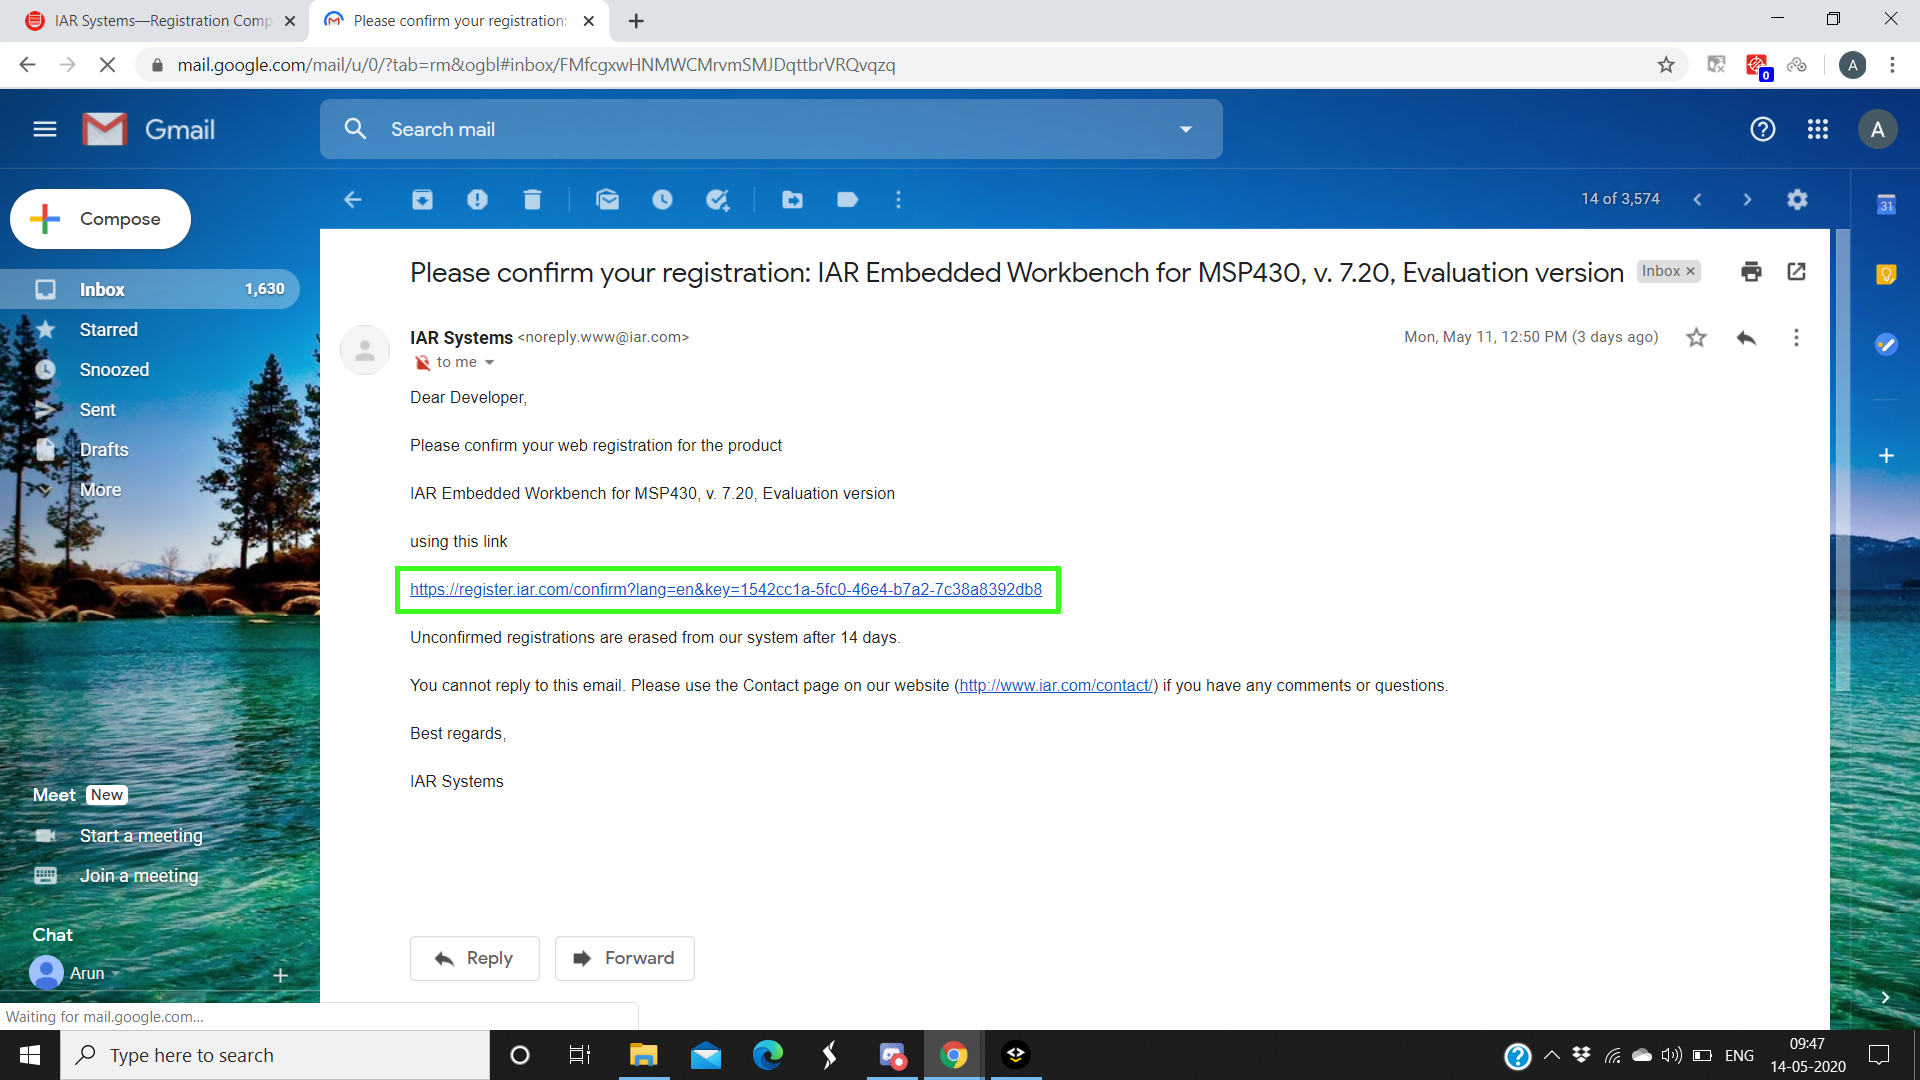 IAR Systems—Registration Comp
Please confirm your registration:
mail.google.com/mail/u/0/?tab=rm&ogbl#inbox/FMfcgxwHNMWCMrvmSMJDqttbrVRQvqzq
0
A
Gmail
Search mail
A
Compose
14 of 3,574
31
Inbox 1,630
Starred
Snoozed
Sent
Drafts
More
Please confirm your registration: IAR Embedded Workbench for MSP430, v. 7.20, Evaluation version
Inbox ×
IAR Systems <noreply.www@iar.com>
Mon, May 11, 12:50 PM (3 days ago)
to me
Dear Developer,
Please confirm your web registration for the product
IAR Embedded Workbench for MSP430, v. 7.20, Evaluation version
using this link
https://register.iar.com/confirm?lang=en&key=1542cc1a-5fc0-46e4-b7a2-7c38a8392db8
Unconfirmed registrations are erased from our system after 14 days.
You cannot reply to this email. Please use the Contact page on our website (http://www.iar.com/contact/) if you have any comments or questions.
Best regards,
IAR Systems
Meet New
Start a meeting
Join a meeting
Chat
Arun
Reply
Forward
Waiting for mail.google.com...
Type here to search
ENG
09:47
14-05-2020